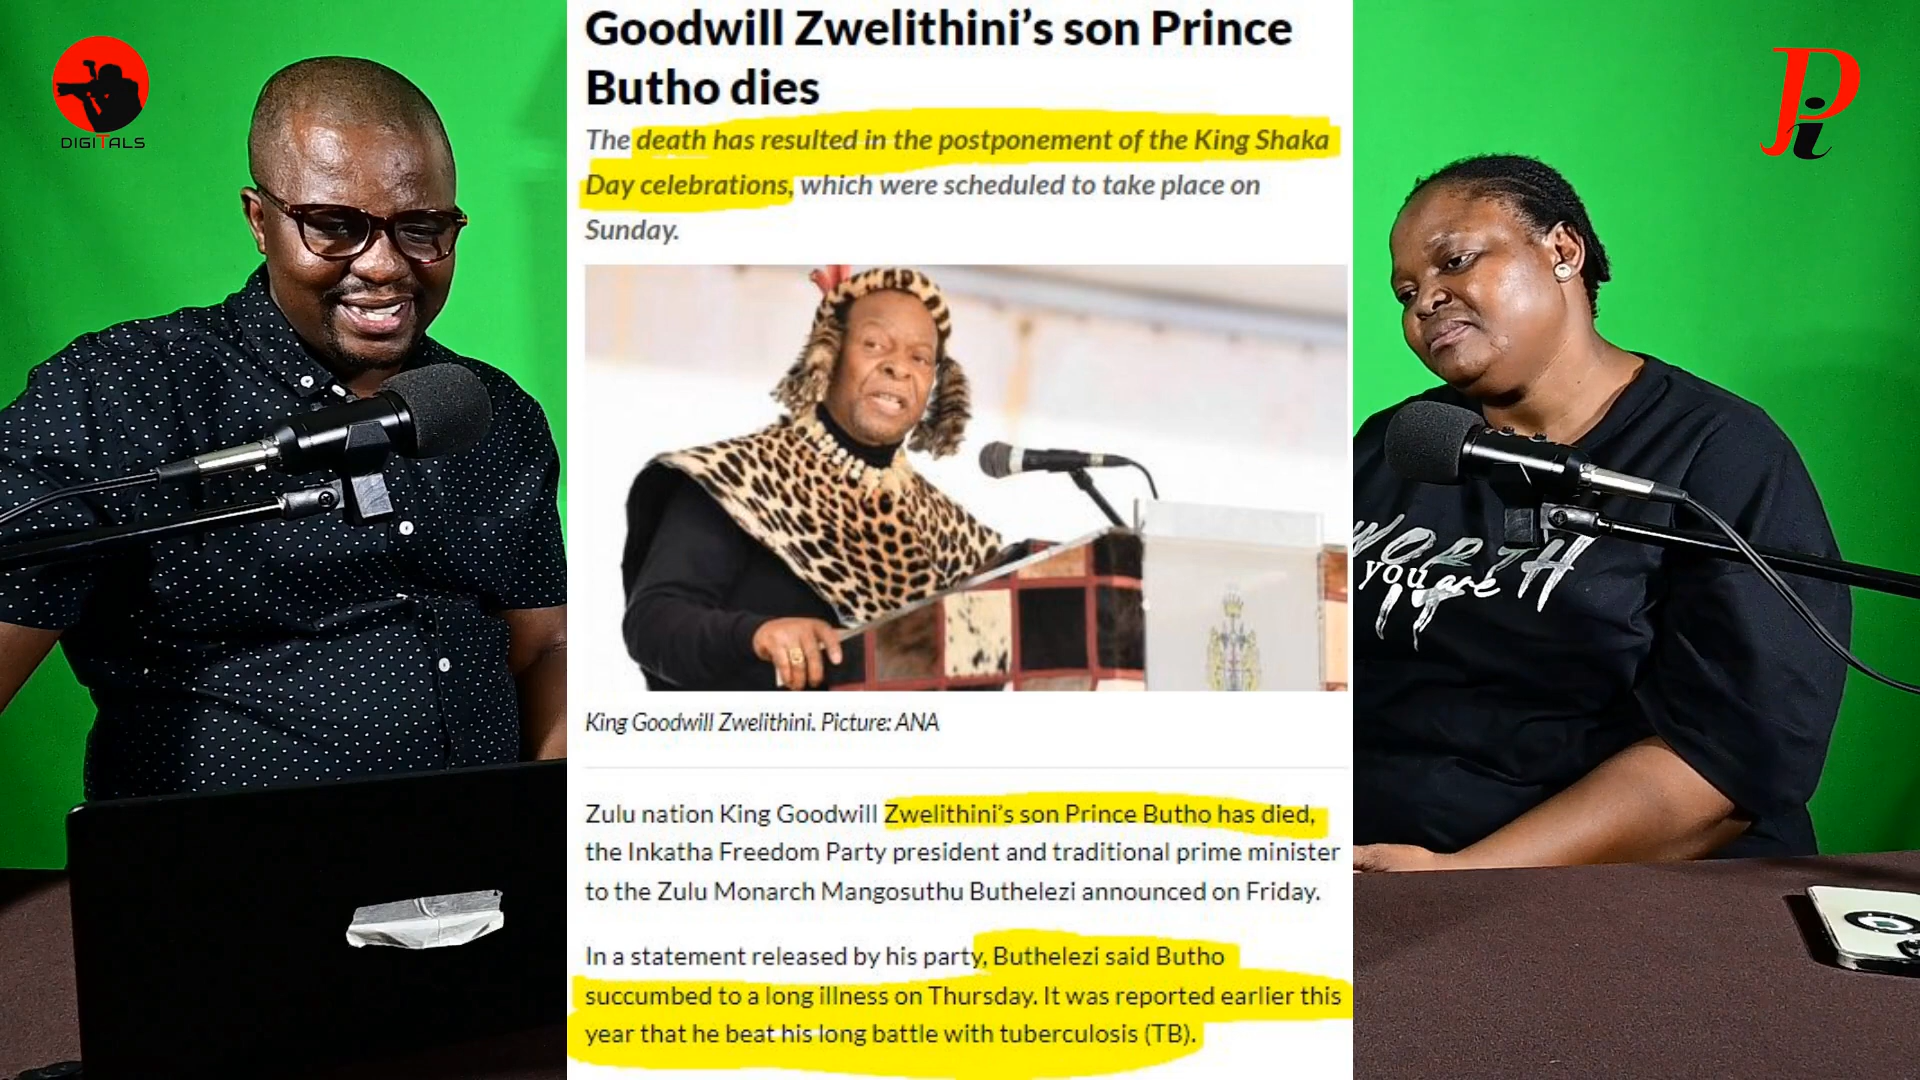 DIGITALS
Pi
Goodwill Zwelithini's son Prince
Butho dies
The death has resulted in the postponement of the King Shaka
Day celebrations, which were scheduled to take place on
Sunday.
King Goodwill Zwelithini. Picture: ANA
Zulu nation King Goodwill Zwelithini's son Prince Butho has died,
the Inkatha Freedom Party president and traditional prime minister
to the Zulu Monarch Mangosuthu Buthelezi announced on Friday.
In a statement released by his party, Buthelezi said Butho
succumbed to a long illness on Thursday. It was reported earlier this
year that he beat his long battle with tuberculosis (TB).
WORTH
you are